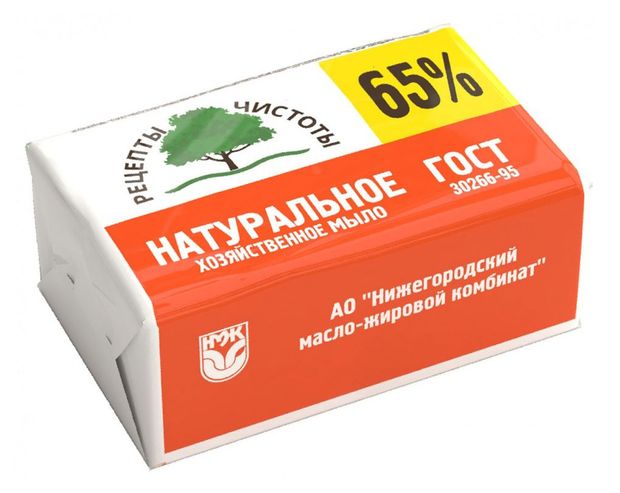 РЕЦЕПТЫ ЧИСТОТЫ
65%
НАТУРАЛЬНОЕ
ХОЗЯЙСТВЕННОЕ МЫЛО
ГОСТ
30266-95
АО "Нижегородский
масло-жировой комбинат"
НМЖК